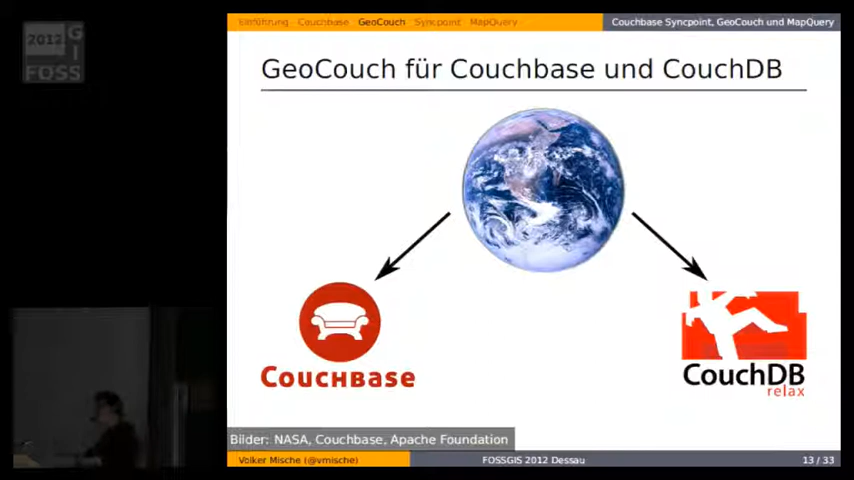 2012
GI
FOSS
Einführung Couchbase GeoCouch Syncpoint MapQuery
Couchbase Syncpoint, GeoCouch und MapQuery
GeoCouch für Couchbase und CouchDB
COUCHBASE
CouchDB
relax
Bilder: NASA, Couchbase, Apache Foundation
Volker Mische (@vmische)
FOSSGIS 2012 Dessau
13 / 33